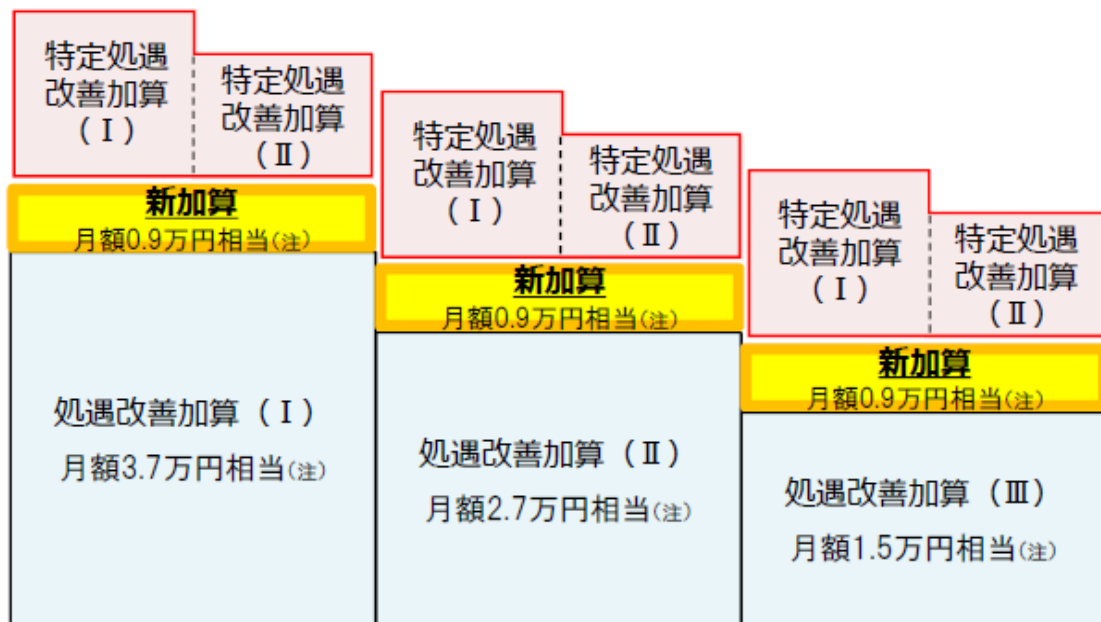 特定処遇
改善加算
(Ⅰ)
特定処遇
改善加算
(Ⅱ)
新加算
月額0.9万円相当(注)
処遇改善加算(Ⅰ)
月額3.7万円相当(注)
特定処遇
改善加算
(Ⅰ)
特定処遇
改善加算
(Ⅱ)
新加算
月額0.9万円相当(注)
処遇改善加算(Ⅱ)
月額2.7万円相当(注)
特定処遇
改善加算
(Ⅰ)
特定処遇
改善加算
(Ⅱ)
新加算
月額0.9万円相当(注)
処遇改善加算(Ⅲ)
月額1.5万円相当(注)